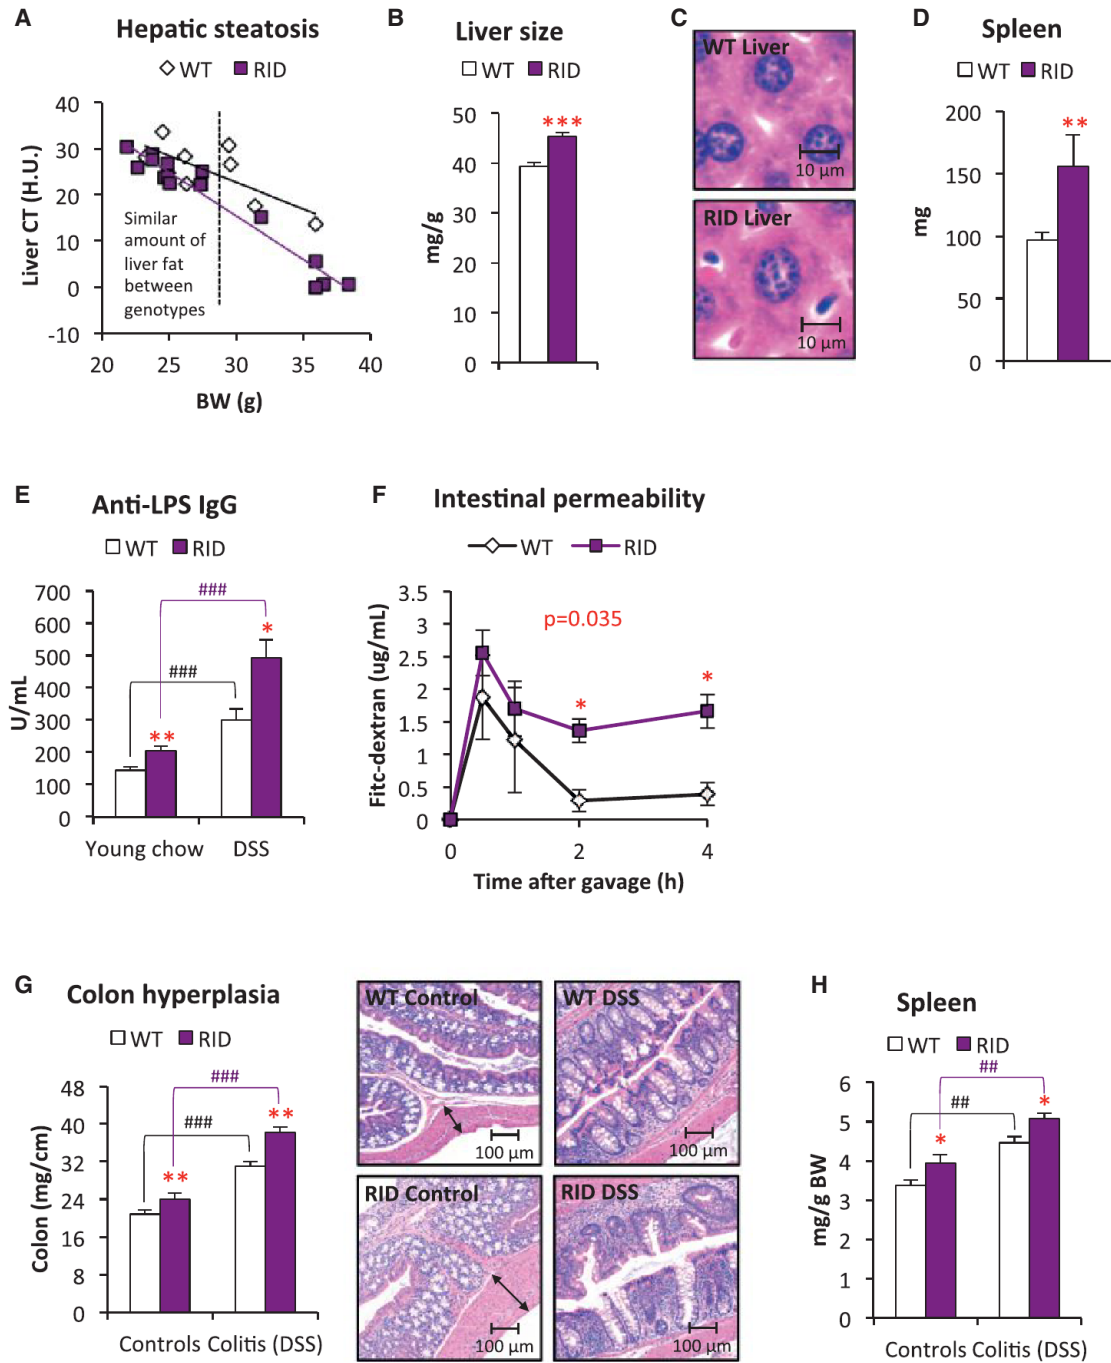 A
Hepatic steatosis
WT RID
Liver CT (H.U.)
40
30
20
10
0
-10
Similar
amount of
liver fat
between
genotypes
20 25 30 35 40
BW (g)
B
Liver size
WT RID
mg/g
50
40
30
40
20
10
0
***
C
WT Liver
10 µm
RID Liver
10 µm
D
Spleen
WT RID
mg
200
150
100
50
0
**
E
Anti-LPS IgG
WT RID
U/mL
700
600
500
400
300
200
100
0
###
###
**
*
Young chow DSS
F
Intestinal permeability
WT RID
Fitc-dextran (ug/mL)
3.5
3
2.5
2
1.5
1
0.5
0
p=0.035
*
*
0 2 4
Time after gavage (h)
G
Colon hyperplasia
WT RID
Colon (mg/cm)
48
40
32
24
16
8
0
###
###
**
**
Controls Colitis (DSS)
WT Control
100 µm
WT DSS
100 µm
RID Control
100 µm
RID DSS
100 µm
H
Spleen
WT RID
mg/g BW
6
5
4
3
2
1
0
##
##
*
*
Controls Colitis (DSS)